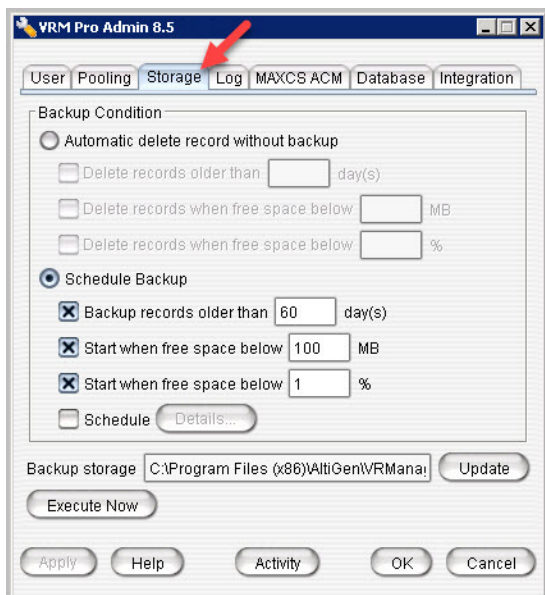 VRM Pro Admin 8.5
User Pooling Storage Log MAXCS ACM Database Integration
Backup Condition
Automatic delete record without backup
Delete records older than day(s)
Delete records when free space below MB
Delete records when free space below %
Schedule Backup
Backup records older than 60 day(s)
Start when free space below 100 MB
Start when free space below 1 %
Schedule Details...
Backup storage C:\Program Files (x86)\AltiGen\VRManag Update
Execute Now
Apply Help Activity OK Cancel